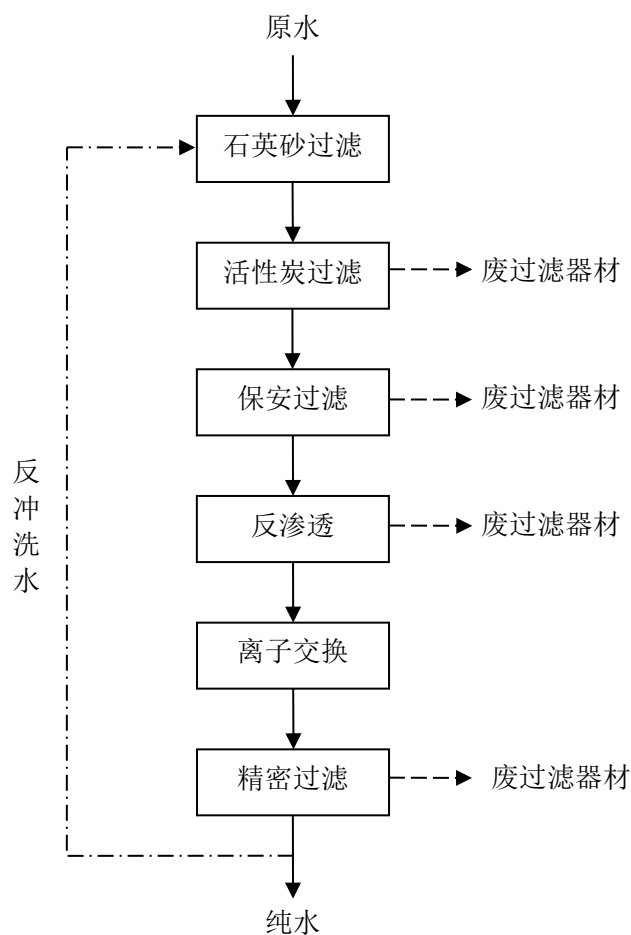 原水
石英砂过滤
活性炭过滤
废过滤器材
保安过滤
废过滤器材
反冲洗水
反渗透
废过滤器材
离子交换
精密过滤
废过滤器材
纯水